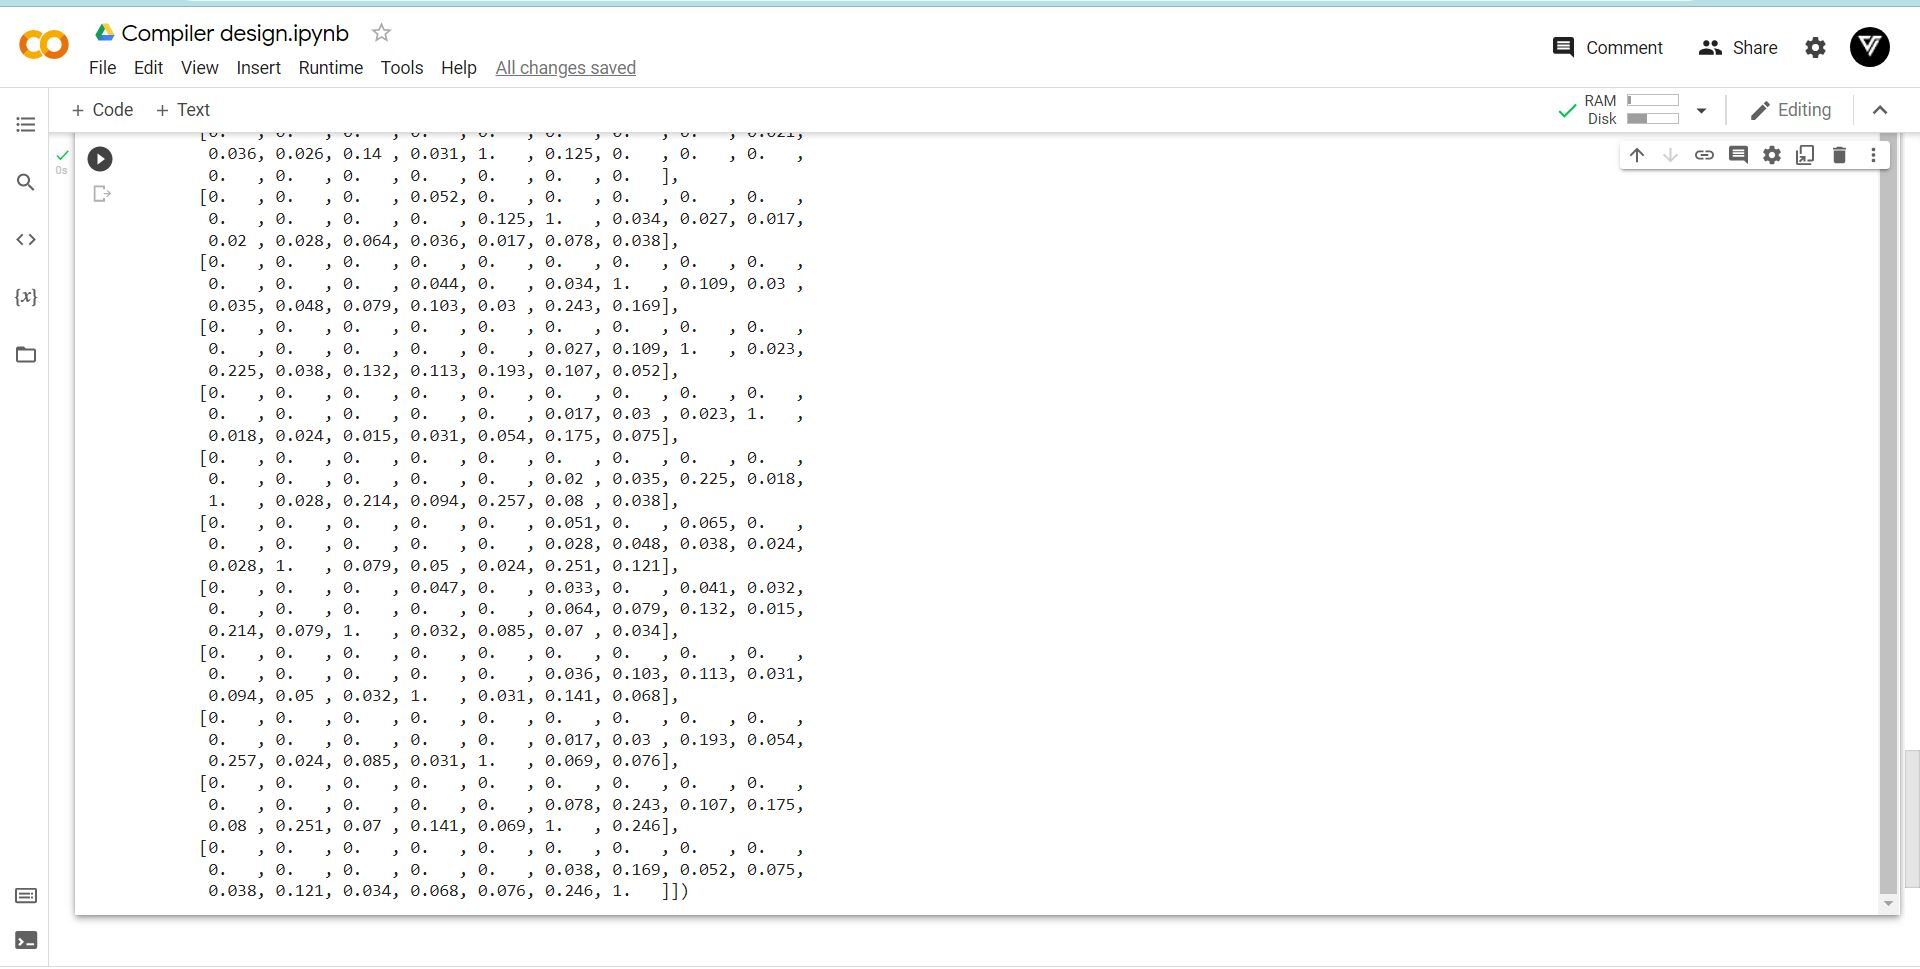 Compiler design.ipynb
File Edit View Insert Runtime Tools Help All changes saved
Comment Share
+ Code + Text
RAM
Disk
Editing
0s
{x}
[0.   , 0.   , 0.   , 0.   , 0.   , 0.   , 0.   , 0.   , 0.021,
0.036, 0.026, 0.14 , 0.031, 1.   , 0.125, 0.   , 0.   , 0.   ,
0.   , 0.   , 0.   , 0.   , 0.   , 0.   , 0.   ],
[0.   , 0.   , 0.   , 0.052, 0.   , 0.   , 0.   , 0.   , 0.   ,
0.   , 0.   , 0.   , 0.   , 0.125, 1.   , 0.034, 0.027, 0.017,
0.02 , 0.028, 0.064, 0.036, 0.017, 0.078, 0.038],
[0.   , 0.   , 0.   , 0.   , 0.   , 0.   , 0.   , 0.   , 0.   ,
0.   , 0.   , 0.   , 0.044, 0.   , 0.034, 1.   , 0.109, 0.03 ,
0.035, 0.048, 0.079, 0.103, 0.03 , 0.243, 0.169],
[0.   , 0.   , 0.   , 0.   , 0.   , 0.   , 0.   , 0.   , 0.   ,
0.   , 0.   , 0.   , 0.   , 0.   , 0.027, 0.109, 1.   , 0.023,
0.225, 0.038, 0.132, 0.113, 0.193, 0.107, 0.052],
[0.   , 0.   , 0.   , 0.   , 0.   , 0.   , 0.   , 0.   , 0.   ,
0.   , 0.   , 0.   , 0.   , 0.   , 0.017, 0.03 , 0.023, 1.   ,
0.018, 0.024, 0.015, 0.031, 0.054, 0.175, 0.075],
[0.   , 0.   , 0.   , 0.   , 0.   , 0.   , 0.   , 0.   , 0.   ,
0.   , 0.   , 0.   , 0.   , 0.   , 0.02 , 0.035, 0.225, 0.018,
1.   , 0.028, 0.214, 0.094, 0.257, 0.08 , 0.038],
[0.   , 0.   , 0.   , 0.   , 0.   , 0.051, 0.   , 0.065, 0.   ,
0.   , 0.   , 0.   , 0.   , 0.   , 0.028, 0.048, 0.038, 0.024,
0.028, 1.   , 0.079, 0.05 , 0.024, 0.251, 0.121],
[0.   , 0.   , 0.   , 0.047, 0.   , 0.033, 0.   , 0.041, 0.032,
0.   , 0.   , 0.   , 0.   , 0.   , 0.064, 0.079, 0.132, 0.015,
0.214, 0.079, 1.   , 0.032, 0.085, 0.07 , 0.034],
[0.   , 0.   , 0.   , 0.   , 0.   , 0.   , 0.   , 0.   , 0.   ,
0.   , 0.   , 0.   , 0.   , 0.   , 0.036, 0.103, 0.113, 0.031,
0.094, 0.05 , 0.032, 1.   , 0.031, 0.141, 0.068],
[0.   , 0.   , 0.   , 0.   , 0.   , 0.   , 0.   , 0.   , 0.   ,
0.   , 0.   , 0.   , 0.   , 0.   , 0.017, 0.03 , 0.193, 0.054,
0.257, 0.024, 0.085, 0.031, 1.   , 0.069, 0.076],
[0.   , 0.   , 0.   , 0.   , 0.   , 0.   , 0.   , 0.   , 0.   ,
0.   , 0.   , 0.   , 0.   , 0.   , 0.078, 0.243, 0.107, 0.175,
0.08 , 0.251, 0.07 , 0.141, 0.069, 1.   , 0.246],
[0.   , 0.   , 0.   , 0.   , 0.   , 0.   , 0.   , 0.   , 0.   ,
0.   , 0.   , 0.   , 0.   , 0.   , 0.038, 0.169, 0.052, 0.075,
0.038, 0.121, 0.034, 0.068, 0.076, 0.246, 1.   ]])